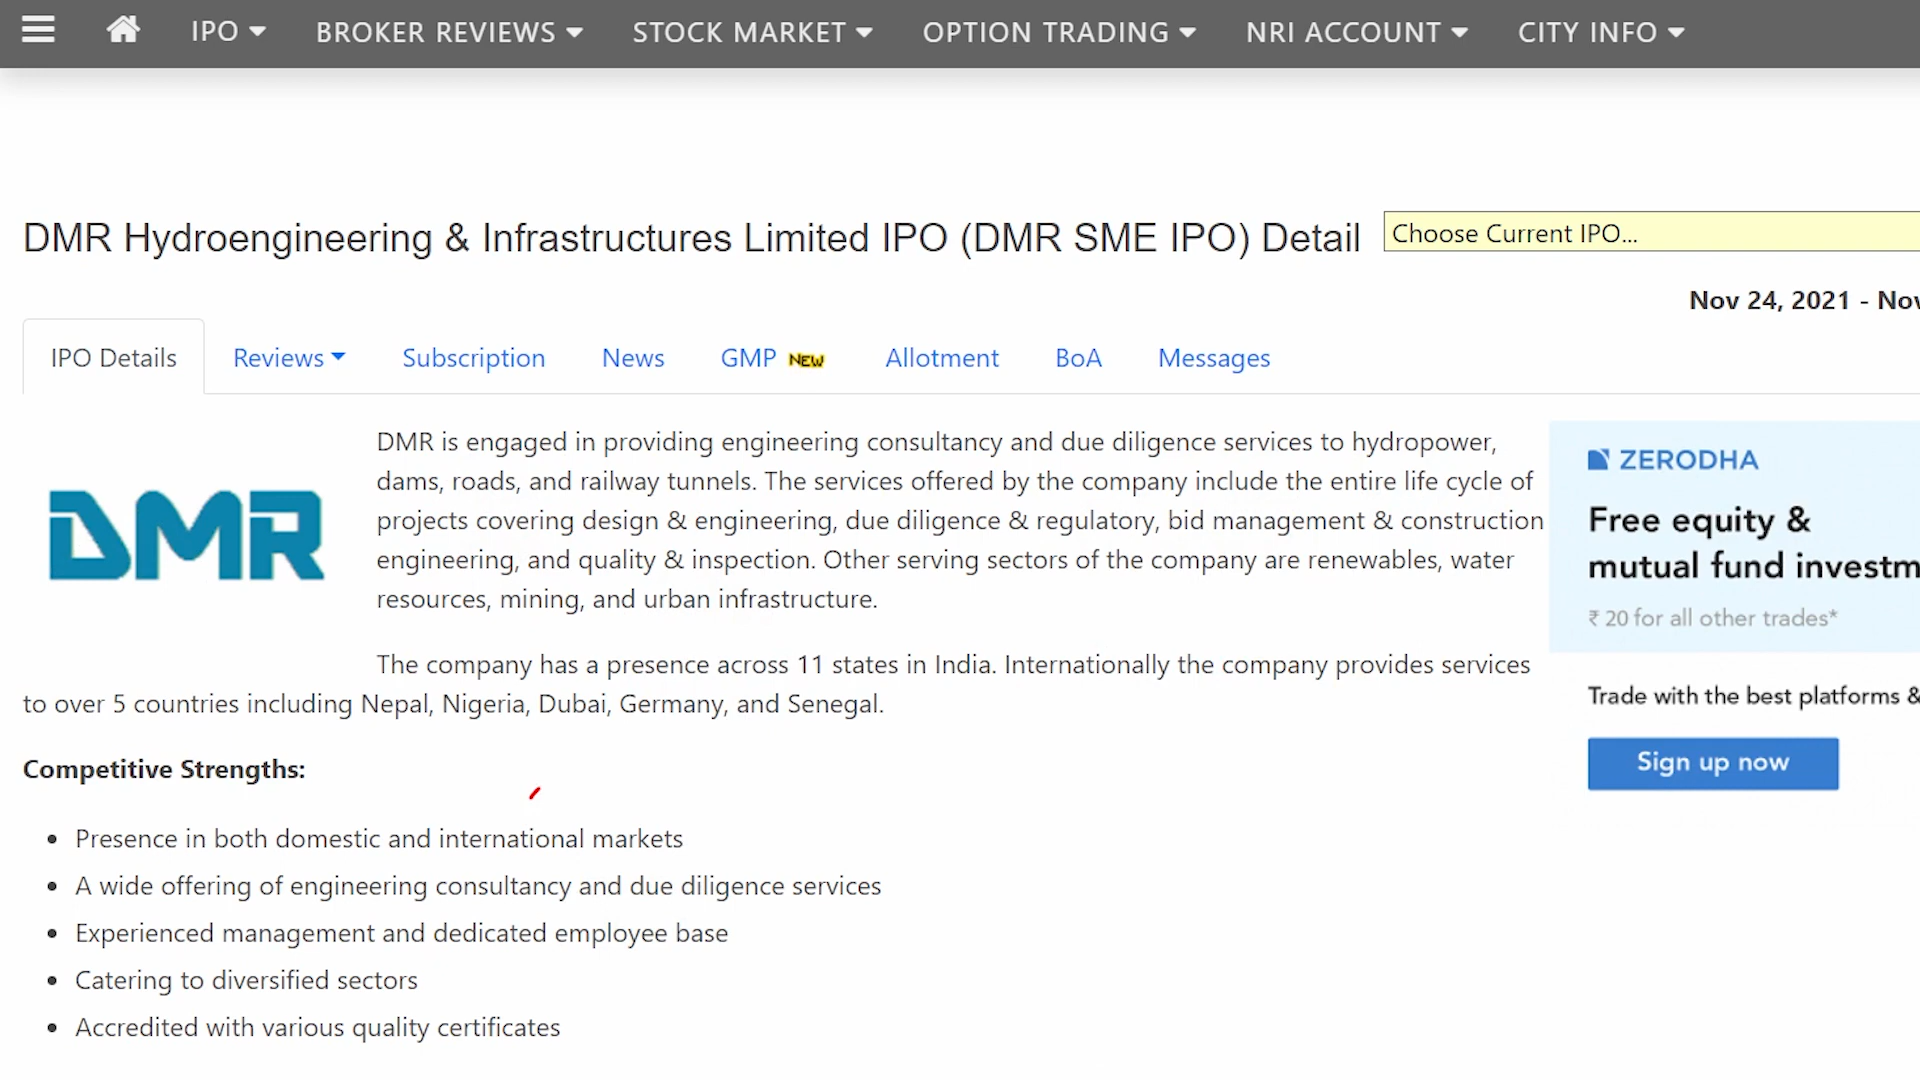 IPO BROKER REVIEWS STOCK MARKET OPTION TRADING NRI ACCOUNT CITY INFO
DMR Hydroengineering & Infrastructures Limited IPO (DMR SME IPO) Detail
Choose Current IPO...
Nov 24, 2021 -
IPO Details Reviews Subscription News GMP NEW Allotment BoA Messages
DMR
DMR is engaged in providing engineering consultancy and due diligence services to hydropower,
dams, roads, and railway tunnels. The services offered by the company include the entire life cycle of
projects covering design & engineering, due diligence & regulatory, bid management & construction
engineering, and quality & inspection. Other serving sectors of the company are renewables, water
resources, mining, and urban infrastructure.
The company has a presence across 11 states in India. Internationally the company provides services
to over 5 countries including Nepal, Nigeria, Dubai, Germany, and Senegal.
Competitive Strengths:
• Presence in both domestic and international markets
• A wide offering of engineering consultancy and due diligence services
• Experienced management and dedicated employee base
• Catering to diversified sectors
• Accredited with various quality certificates
ZERODHA
Free equity &
mutual fund investm
₹ 20 for all other trades*
Trade with the best platforms &
Sign up now